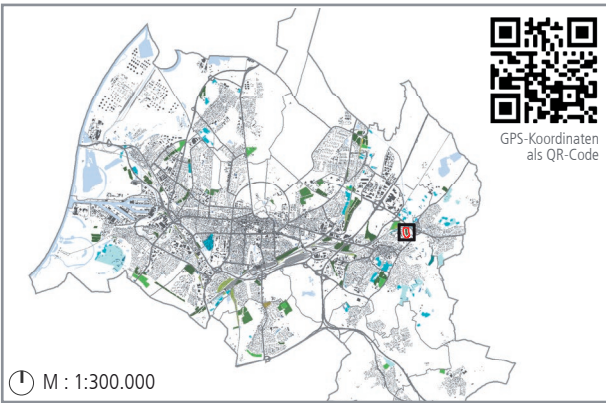 GPS-Koordinaten
als QR-Code
M : 1:300.000